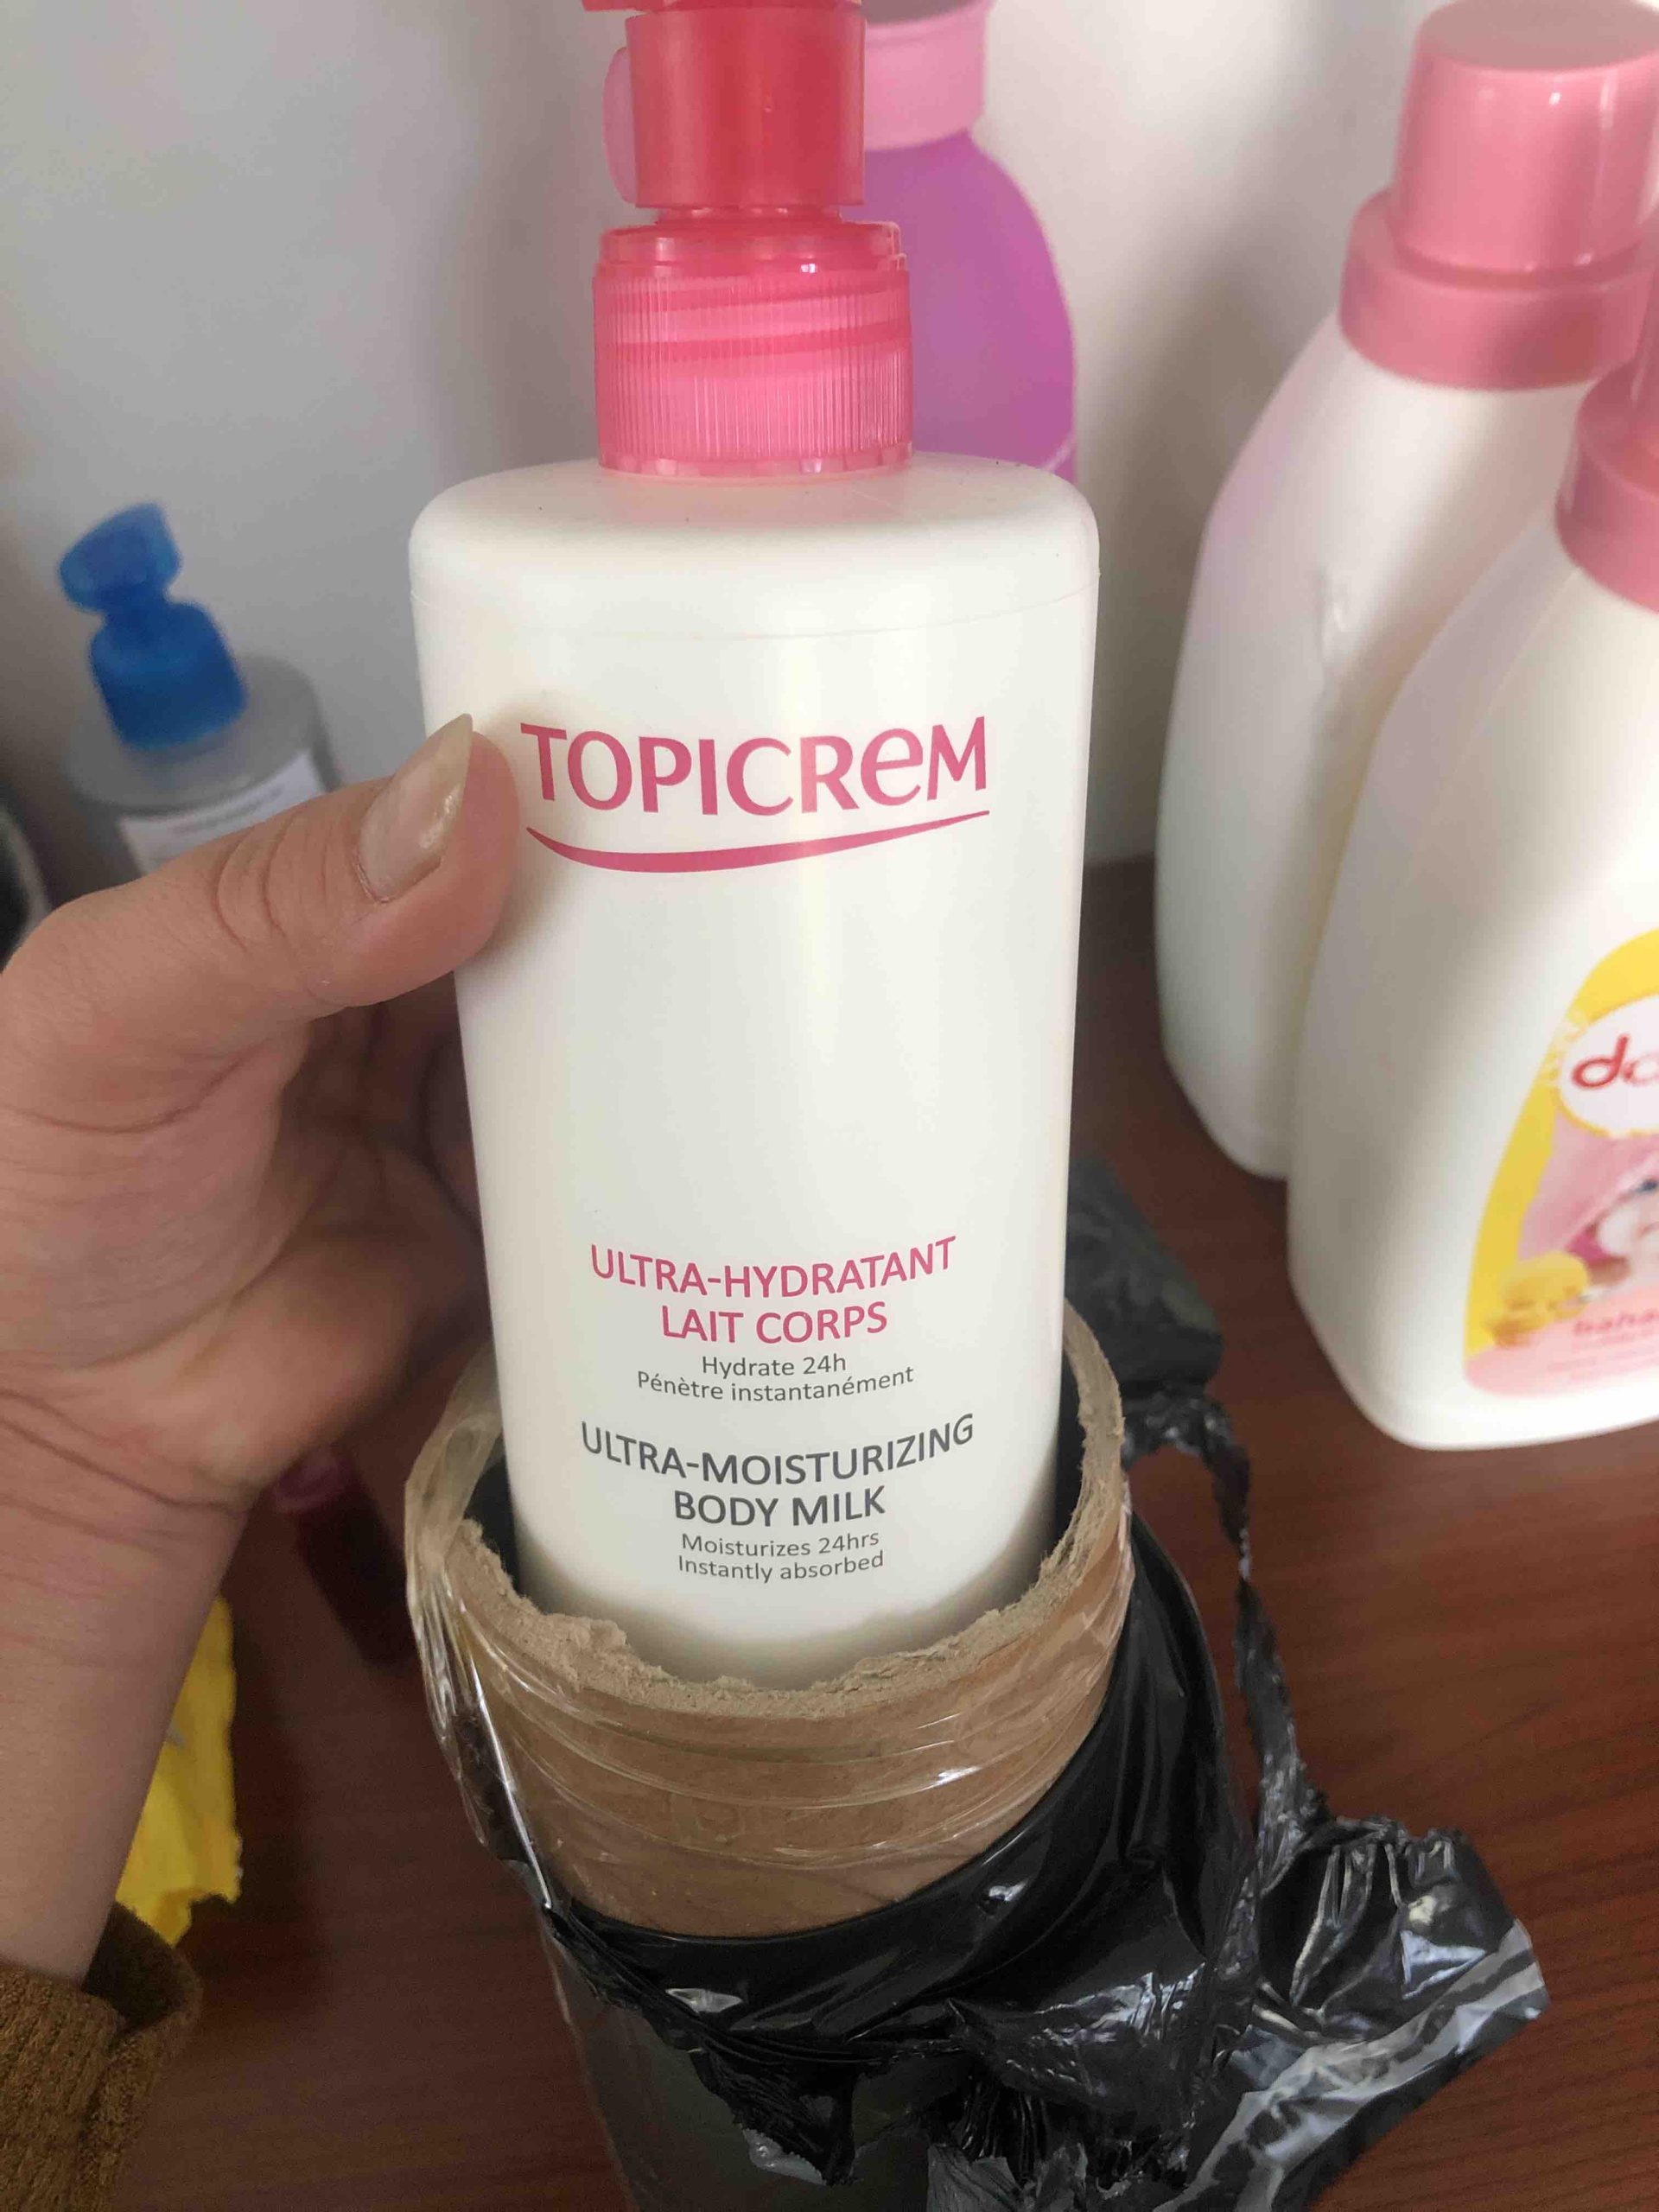 TOPICREM
ULTRA-HYDRATANT
LAIT CORPS
Hydrate 24h
Pénètre instantanément
ULTRA-MOISTURIZING
BODY MILK
Moisturizes 24hrs
Instantly absorbed